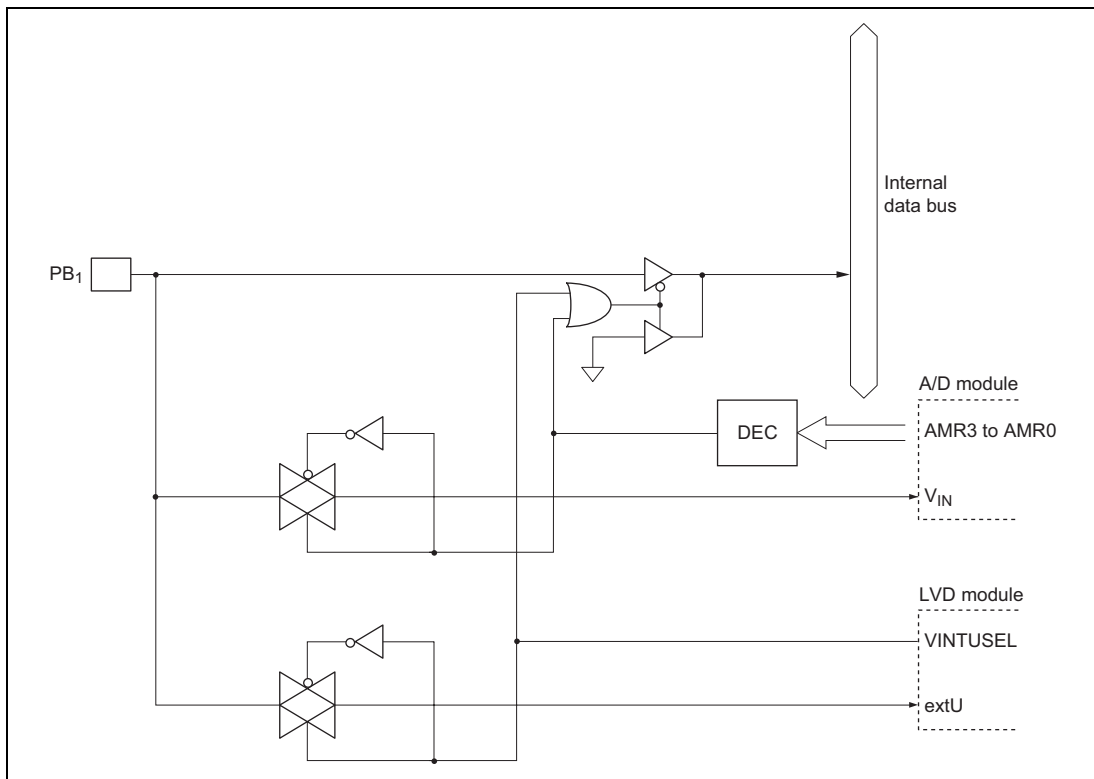 Internal
data bus
PB1
A/D module
DEC
AMR3 to AMR0
VIN
LVD module
VINTUSEL
extU